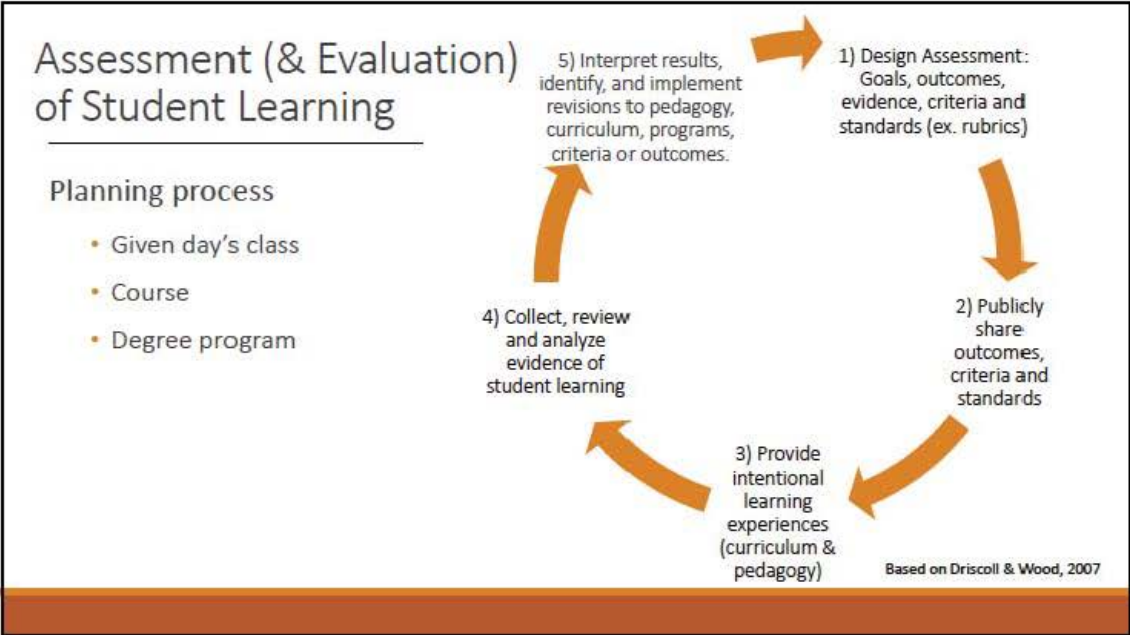 Assessment (& Evaluation)
of Student Learning
Planning process
• Given day's class
• Course
• Degree program
1) Design Assessment:
Goals, outcomes,
evidence, criteria and
standards (ex. rubrics)
2) Publicly
share
outcomes,
criteria and
standards
3) Provide
intentional
learning
experiences
(curriculum &
pedagogy)
4) Collect, review
and analyze
evidence of
student learning
5) Interpret results,
identify, and implement
revisions to pedagogy,
curriculum, programs,
criteria or outcomes.
Based on Driscoll & Wood, 2007